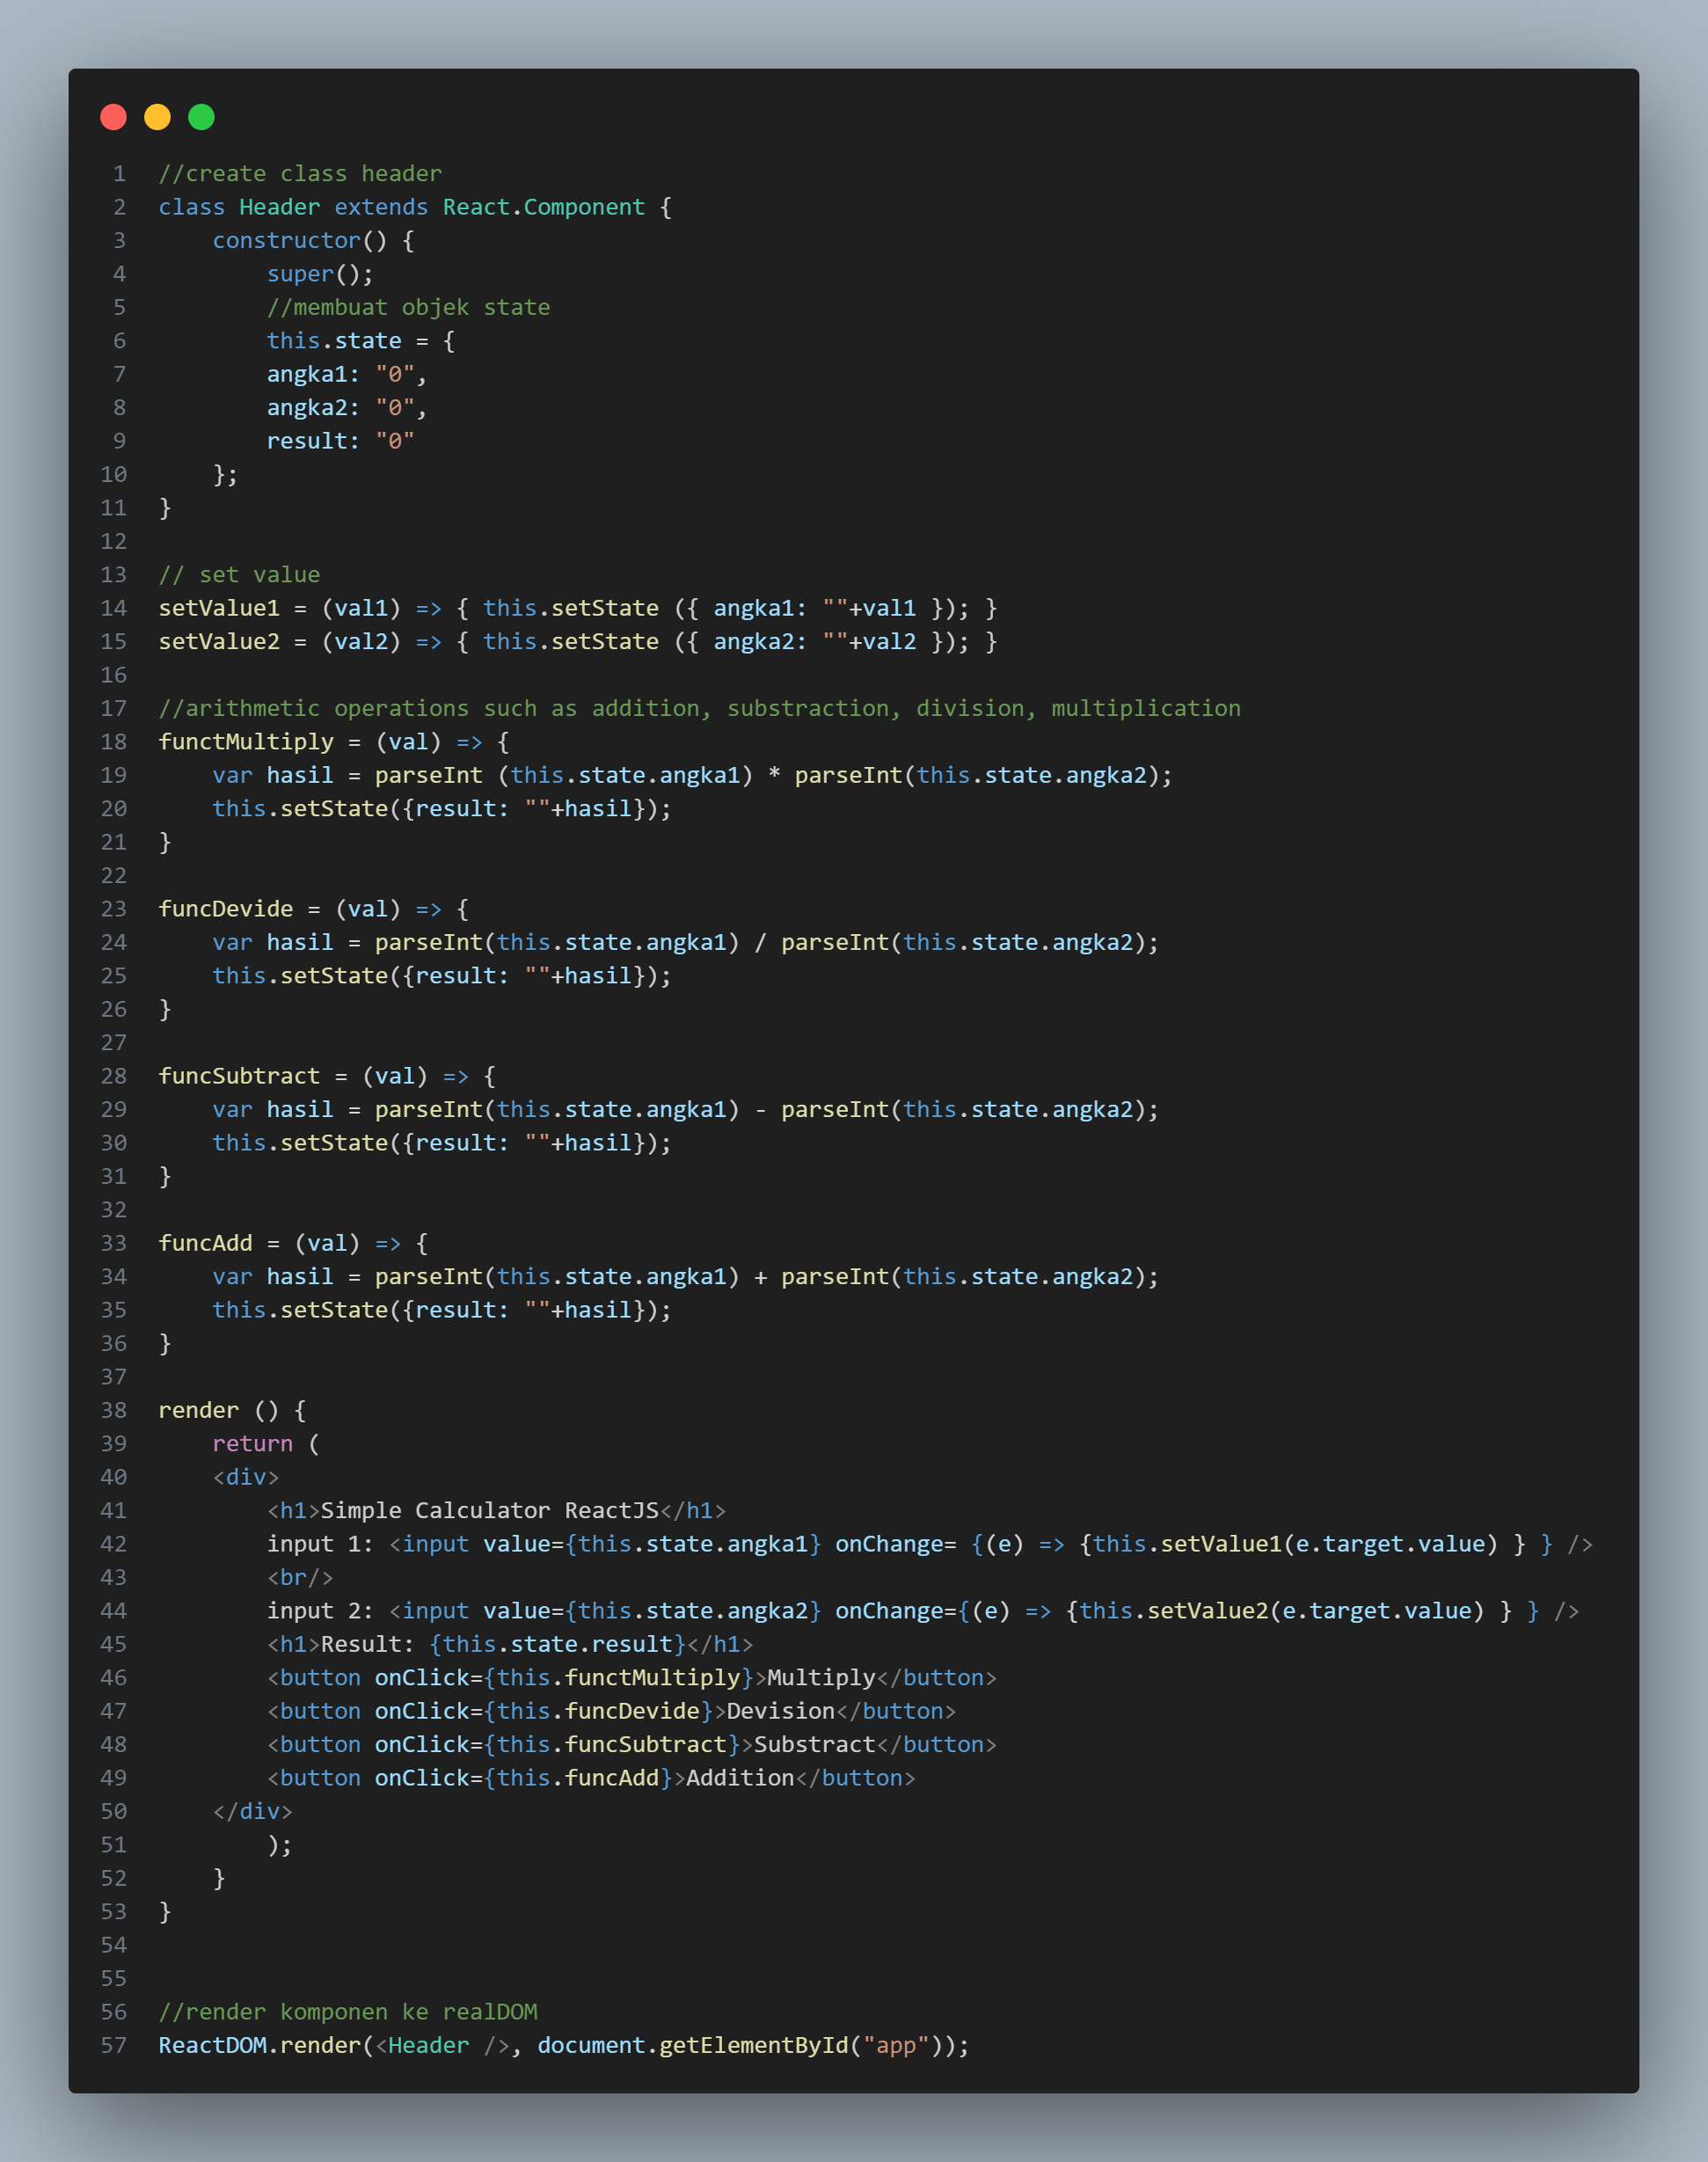 1 //create class header
2 class Header extends React.Component {
3     constructor() {
4         super();
5         //membuat objek state
6         this.state = {
7         angka1: "0",
8         angka2: "0",
9         result: "0"
10     };
11 }
12
13 // set value
14 setValue1 = (val1) => { this.setState ({ angka1: ""+val1 }); }
15 setValue2 = (val2) => { this.setState ({ angka2: ""+val2 }); }
16
17 //arithmetic operations such as addition, substraction, division, multiplication
18 functMultiply = (val) => {
19     var hasil = parseInt (this.state.angka1) * parseInt(this.state.angka2);
20     this.setState({result: ""+hasil});
21 }
22
23 funcDevide = (val) => {
24     var hasil = parseInt(this.state.angka1) / parseInt(this.state.angka2);
25     this.setState({result: ""+hasil});
26 }
27
28 funcSubtract = (val) => {
29     var hasil = parseInt(this.state.angka1) - parseInt(this.state.angka2);
30     this.setState({result: ""+hasil});
31 }
32
33 funcAdd = (val) => {
34     var hasil = parseInt(this.state.angka1) + parseInt(this.state.angka2);
35     this.setState({result: ""+hasil});
36 }
37
38 render () {
39     return (
40     <div>
41         <h1>Simple Calculator ReactJS</h1>
42         input 1: <input value={this.state.angka1} onChange= {(e) => {this.setValue1(e.target.value) } } />
43         <br/>
44         input 2: <input value={this.state.angka2} onChange={(e) => {this.setValue2(e.target.value) } } />
45         <h1>Result: {this.state.result}</h1>
46         <button onClick={this.functMultiply}>Multiply</button>
47         <button onClick={this.funcDevide}>Devision</button>
48         <button onClick={this.funcSubtract}>Substract</button>
49         <button onClick={this.funcAdd}>Addition</button>
50     </div>
51         );
52     }
53 }
54
55
56 //render komponen ke realDOM
57 ReactDOM.render(<Header />, document.getElementById("app"));